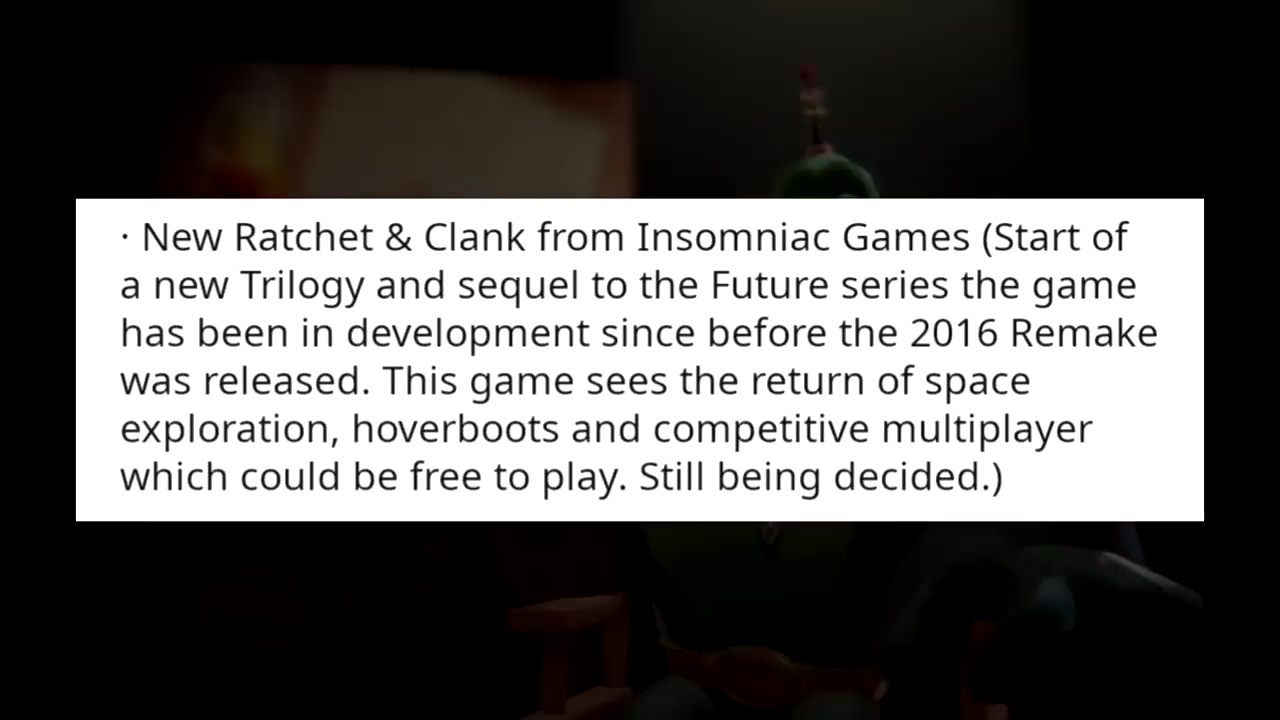 · New Ratchet & Clank from Insomniac Games (Start of
a new Trilogy and sequel to the Future series the game
has been in development since before the 2016 Remake
was released. This game sees the return of space
exploration, hoverboots and competitive multiplayer
which could be free to play. Still being decided.)